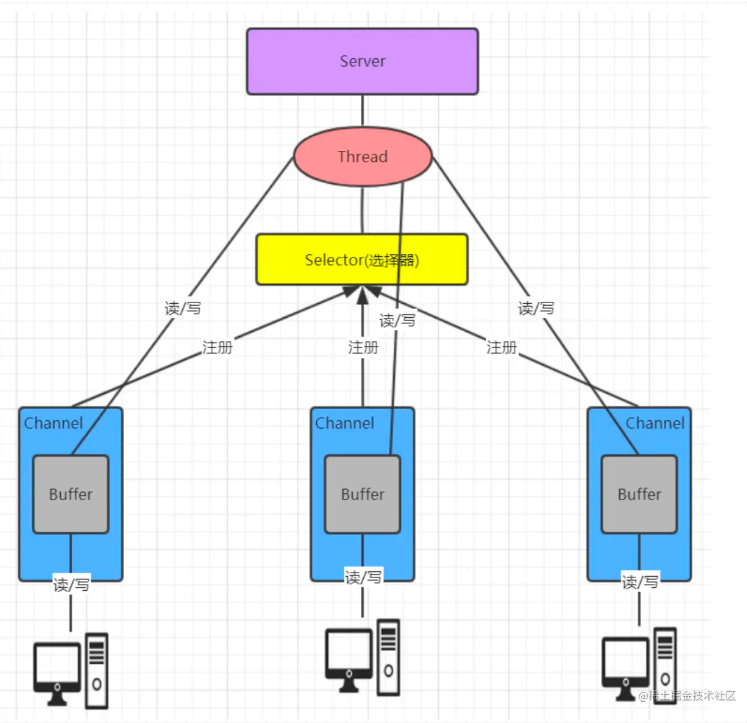 Server
Thread
Selector(选择器)
读/写
读/写
读/写
注册
注册
注册
Channel
Channel
Channel
Buffer
Buffer
Buffer
读/写
读/写
读/写
@稀土掘金技术社区